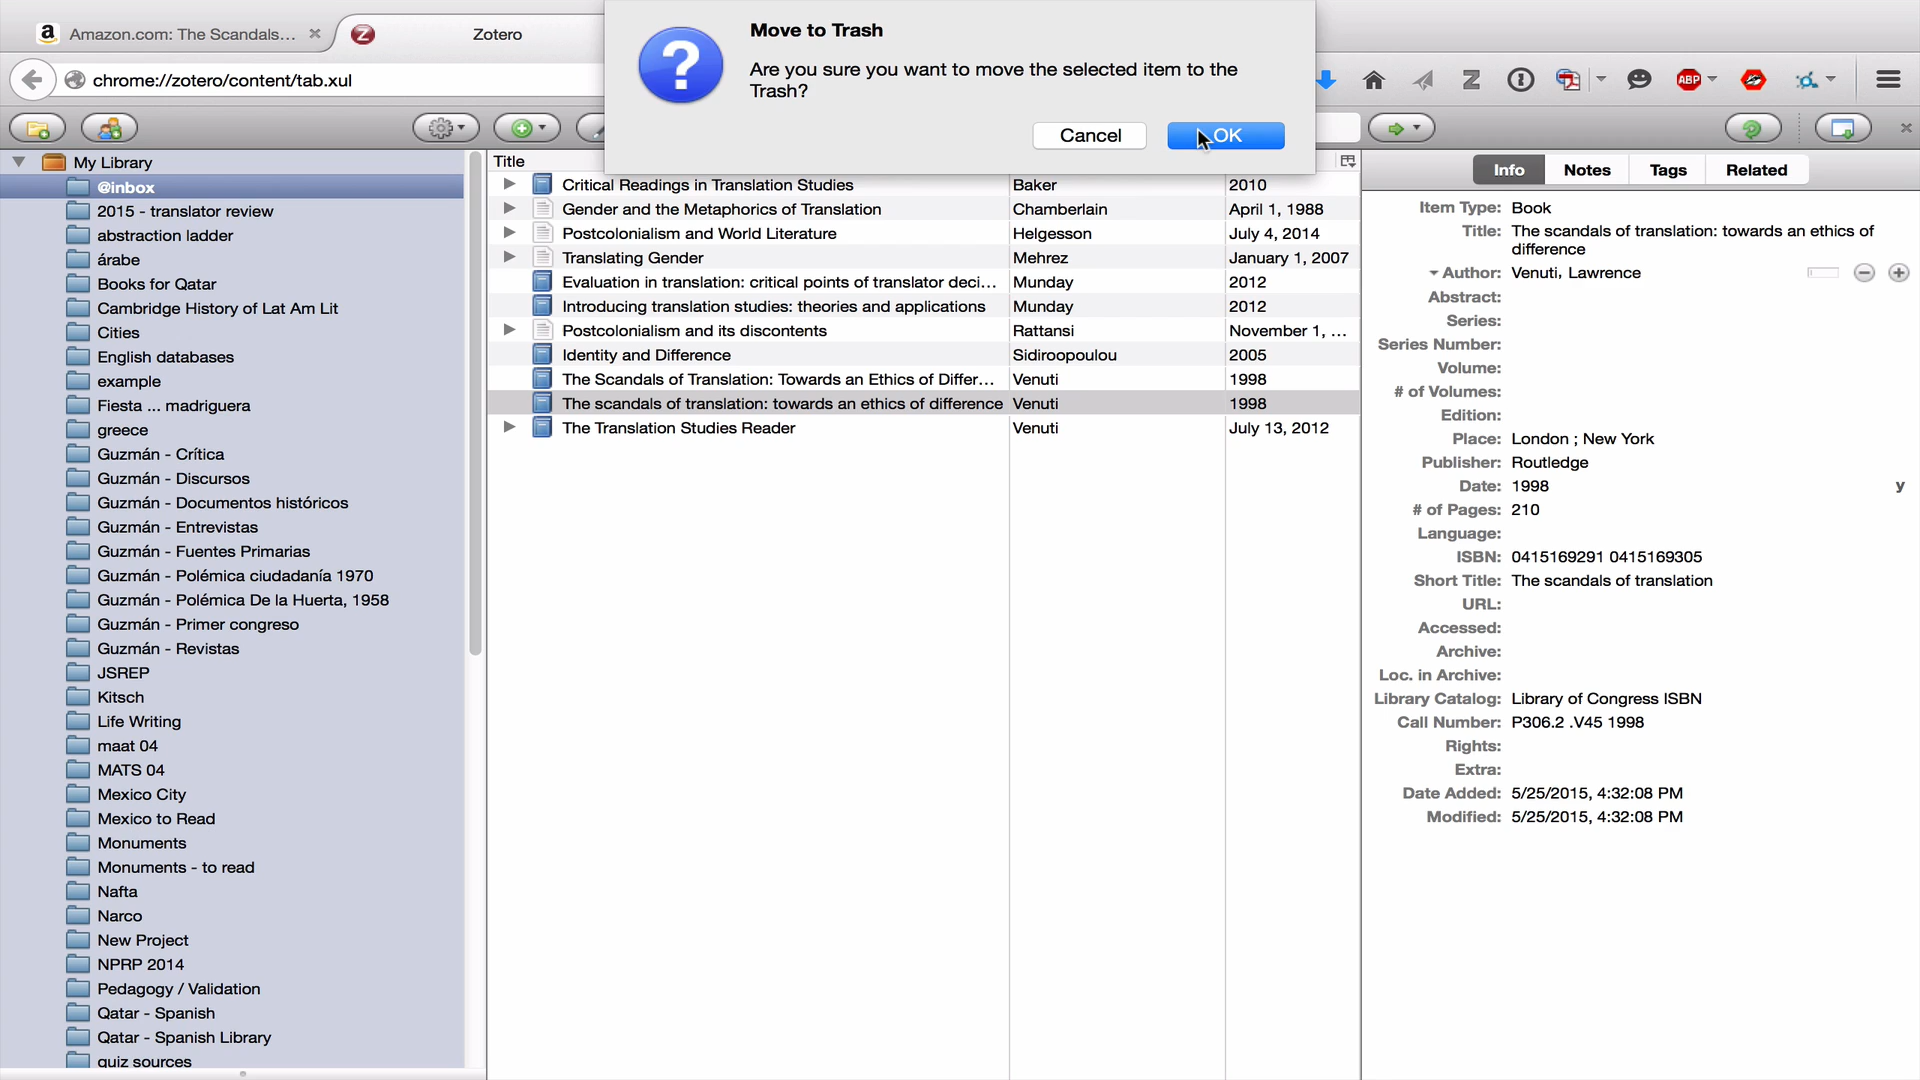 Amazon.com: The Scandals...
Zotero
chrome://zotero/content/tab.xul
Move to Trash
Are you sure you want to move the selected item to the
Trash?
Cancel
OK
ABP
My Library
@inbox
2015 - translator review
abstraction ladder
árabe
Books for Qatar
Cambridge History of Lat Am Lit
Cities
English databases
example
Fiesta ... madriguera
greece
Guzmán - Crítica
Guzmán - Discursos
Guzmán - Documentos históricos
Guzmán - Entrevistas
Guzmán - Fuentes Primarias
Guzmán - Polémica ciudadanía 1970
Guzmán - Polémica De la Huerta, 1958
Guzmán - Primer congreso
Guzmán - Revistas
JSREP
Kitsch
Life Writing
maat 04
MATS 04
Mexico City
Mexico to Read
Monuments
Monuments - to read
Nafta
Narco
New Project
NPRP 2014
Pedagogy / Validation
Qatar - Spanish
Qatar - Spanish Library
quiz sources
Title
Critical Readings in Translation Studies Baker 2010
Gender and the Metaphorics of Translation Chamberlain April 1, 1988
Postcolonialism and World Literature Helgesson July 4, 2014
Translating Gender Mehrez January 1, 2007
Evaluation in translation: critical points of translator deci... Munday 2012
Introducing translation studies: theories and applications Munday 2012
Postcolonialism and its discontents Rattansi November 1, ...
Identity and Difference Sidiroopoulou 2005
The Scandals of Translation: Towards an Ethics of Differ... Venuti 1998
The scandals of translation: towards an ethics of difference Venuti 1998
The Translation Studies Reader Venuti July 13, 2012
Info Notes Tags Related
Item Type: Book
Title: The scandals of translation: towards an ethics of
difference
Author: Venuti, Lawrence
Abstract:
Series:
Series Number:
Volume:
# of Volumes:
Edition:
Place: London ; New York
Publisher: Routledge
Date: 1998 y
# of Pages: 210
Language:
ISBN: 0415169291 0415169305
Short Title: The scandals of translation
URL:
Accessed:
Archive:
Loc. in Archive:
Library Catalog: Library of Congress ISBN
Call Number: P306.2 .V45 1998
Rights:
Extra:
Date Added: 5/25/2015, 4:32:08 PM
Modified: 5/25/2015, 4:32:08 PM